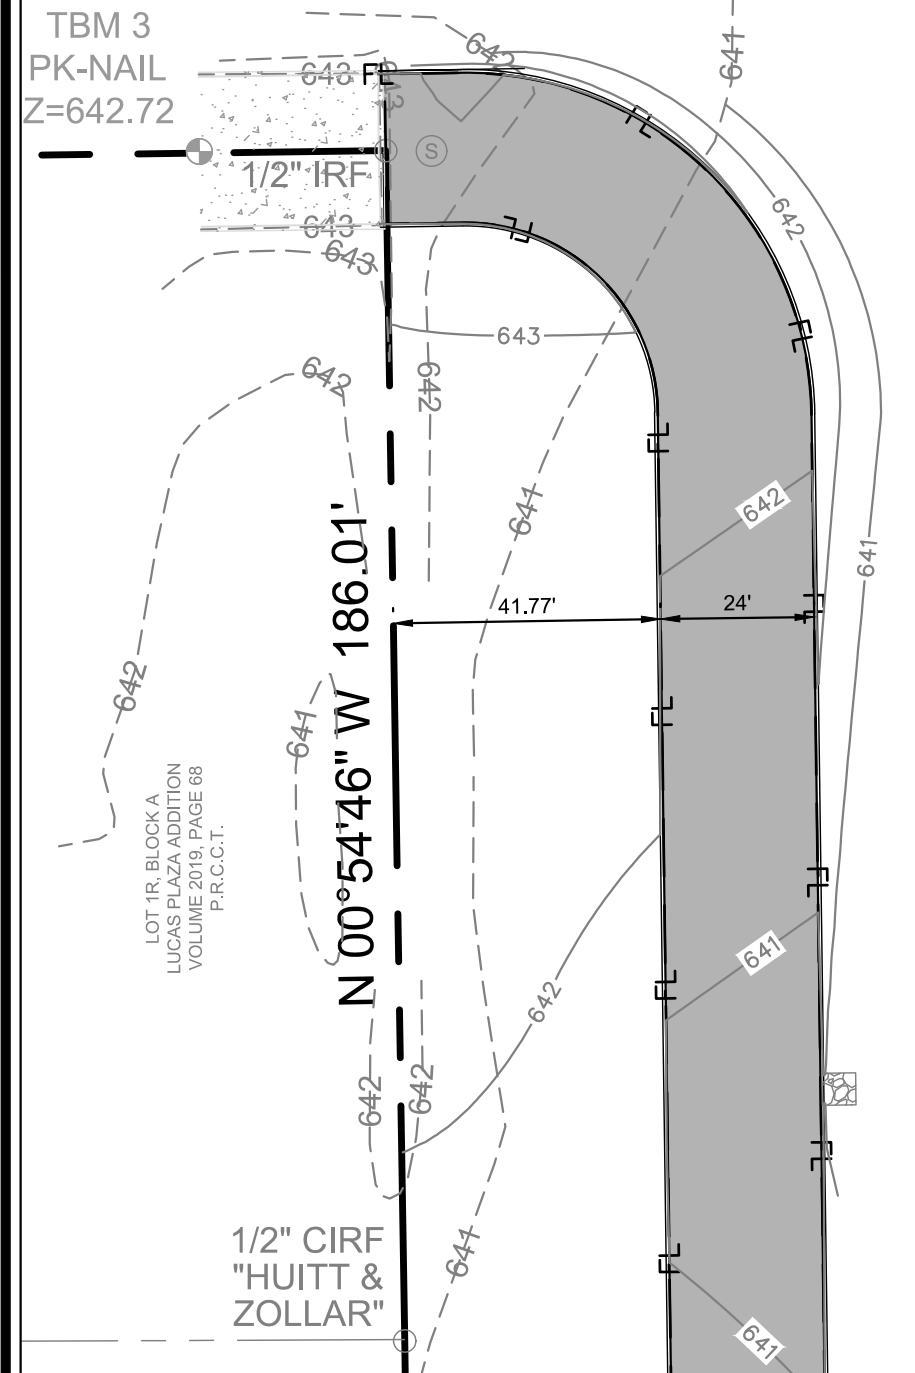 TBM 3
PK-NAIL
Z=642.72
642
641
643
FL
643
FL
642
S
1/2" IRF
643
FL
643
643
FL
642
642
FL
642
641
641
N 00°54'46" W 186.01'
41.77'
24'
FL
642
641
FL
LOT 1R, BLOCK A
LUCAS PLAZA ADDITION
VOLUME 2019, PAGE 68
P.R.C.C.T.
FL
641
FL
642
642
642
FL
1/2" CIRF
"HUITT &
ZOLLAR"
641
FL
641